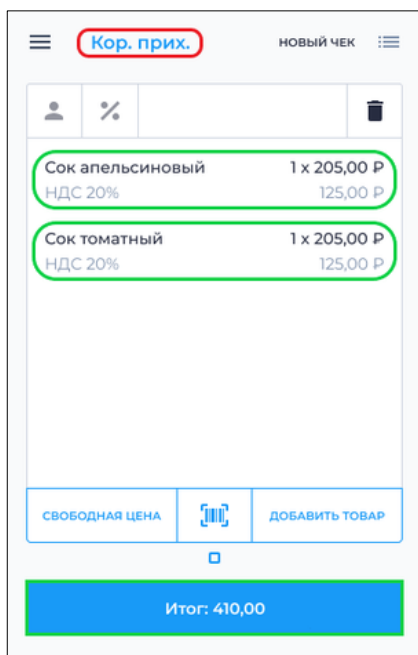 Кор. прих. НОВЫЙ ЧЕК
Сок апельсиновый 1 x 205,00 ₽
НДС 20% 125,00 ₽
Сок томатный 1 x 205,00 ₽
НДС 20% 125,00 ₽
СВОБОДНАЯ ЦЕНА ДОБАВИТЬ ТОВАР
Итог: 410,00